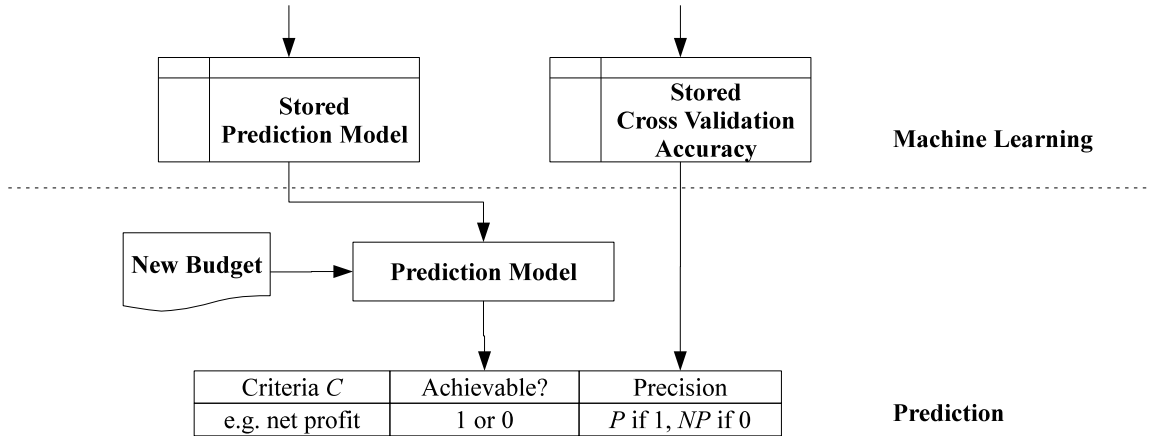 Stored
Prediction Model
Stored
Cross Validation
Accuracy
Machine Learning
New Budget
Prediction Model
Criteria C
Achievable?
Precision
e.g. net profit
1 or 0
P if 1, NP if 0
Prediction